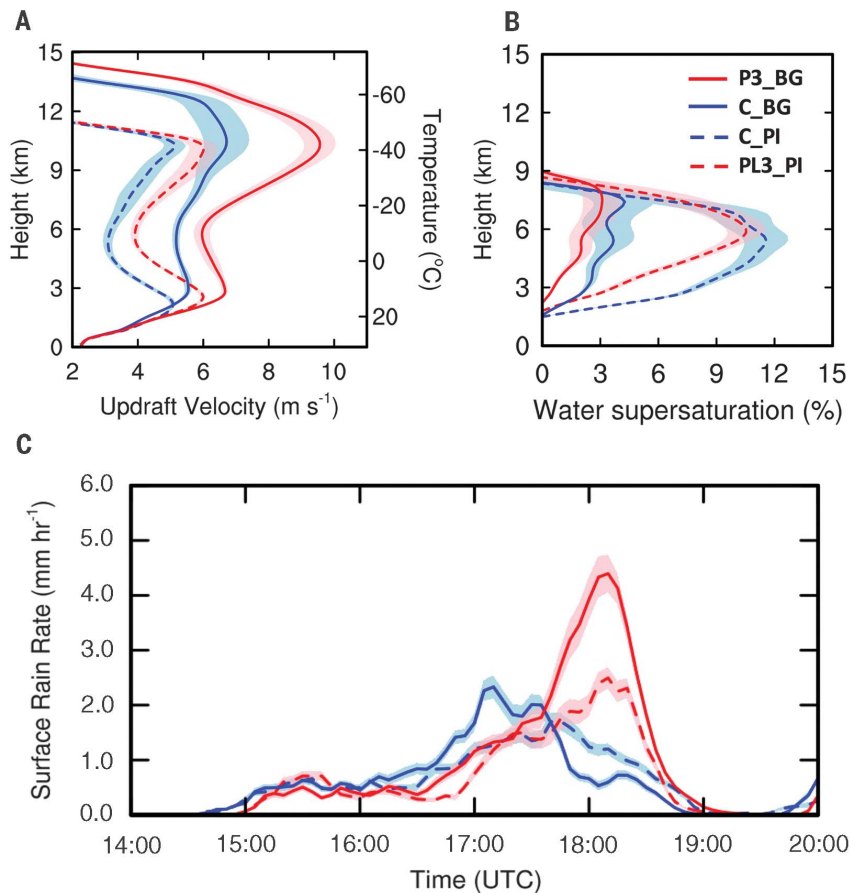 A
15
12
9
6
3
0
Height (km)
2 4 6 8 10
Updraft Velocity (m s⁻¹)
-60
-40
-20
0
20
Temperature (°C)
B
15
12
9
6
3
0
Height (km)
P3_BG
C_BG
C_PI
PL3_PI
0 3 6 9 12 15
Water supersaturation (%)
C
6.0
5.0
4.0
3.0
2.0
1.0
0.0
Surface Rain Rate (mm hr⁻¹)
14:00 15:00 16:00 17:00 18:00 19:00 20:00
Time (UTC)